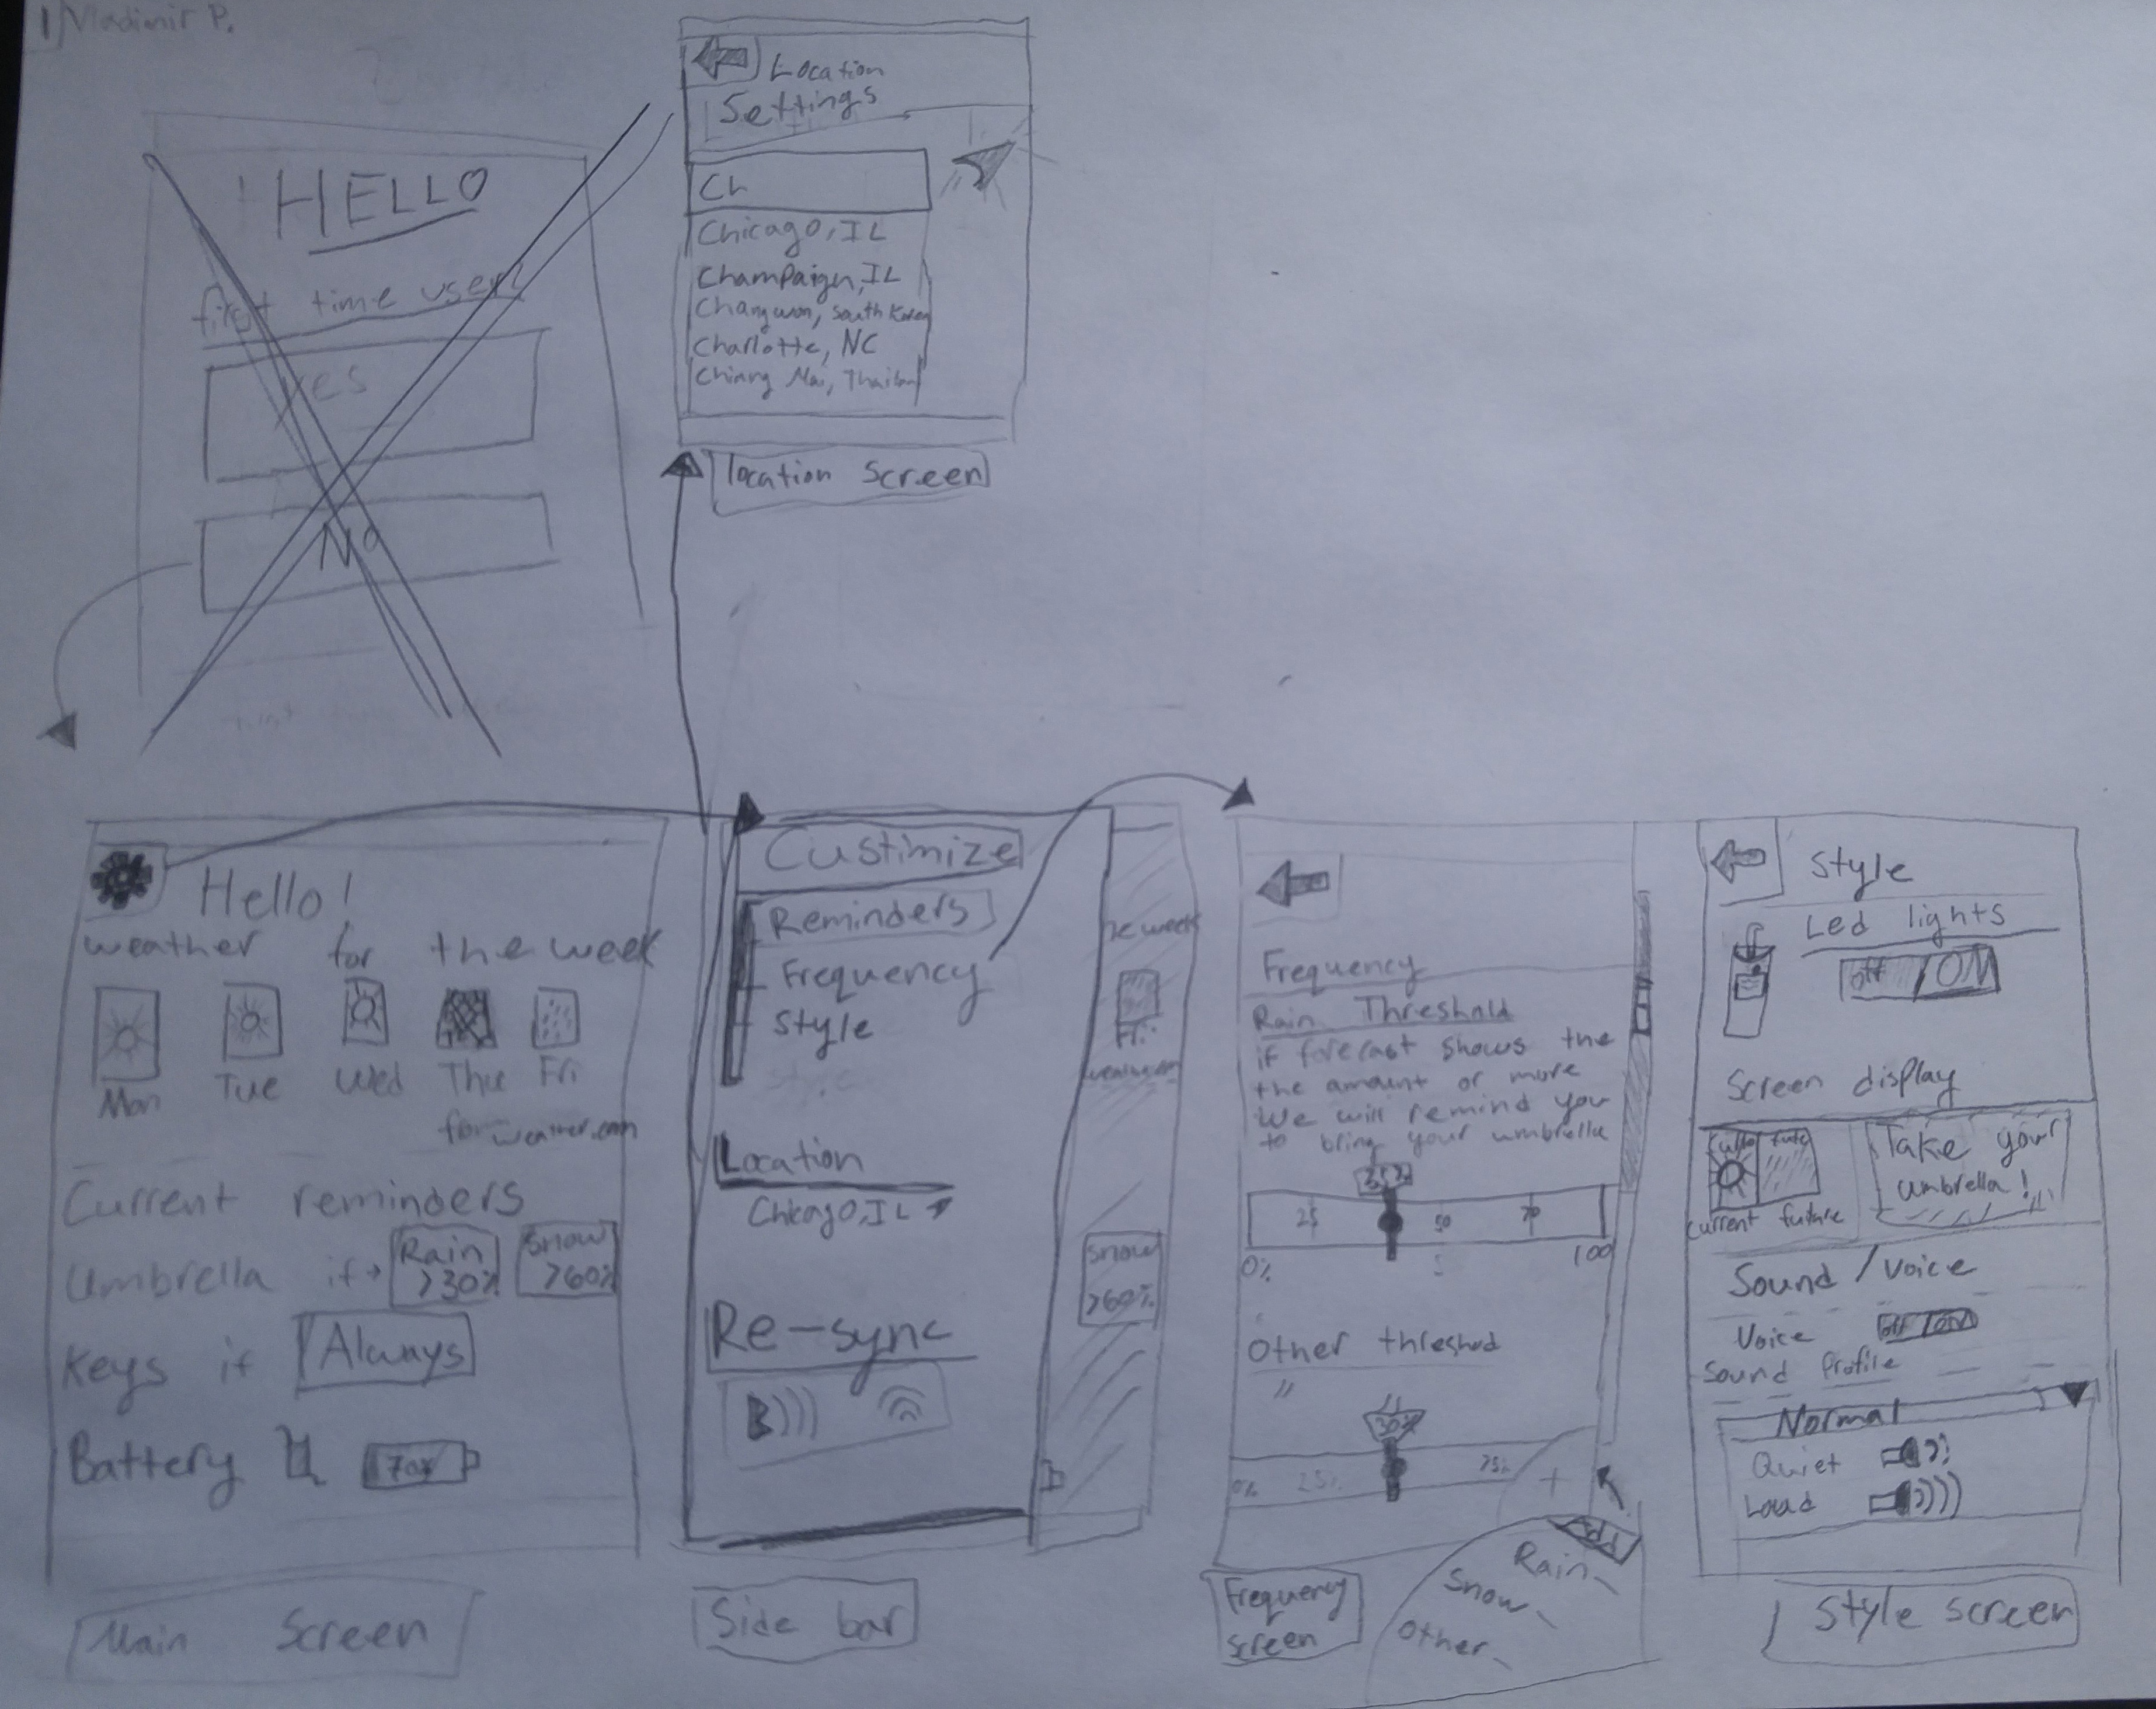 1 Vladimir P.
HELLO
first time user?
Yes
No
Location
Settings
Ch
Chicago, IL
Champaign, IL
Changwon, South Korea
Charlotte, NC
Chiang Mai, Thailand
location Screen
Hello!
weather for the week
Mon Tue Wed Thu Fri
weather.com
Current reminders
Umbrella if Rain >30% Snow >60%
Keys if Always
Battery 70%
Main Screen
Custimize
Reminders
Frequency
Style
Location
Chicago, IL
Re-sync
he week
Fri
weather.com
Snow
>60%
Side bar
Frequency
Rain Threshold
if forecast shows the
the amount or more
We will remind you
to bring your umbrella
25 50 70
0% 100
Other threshod
"
30%
0% 25% 75%
+
Add
Rain
Snow
Other
Frequency
Screen
Style
Led lights
off ON
Screen display
Take your
umbrella!
current future
Sound / Voice
Voice off ON
Sound Profile
Normal
Quiet
Loud
Style screen